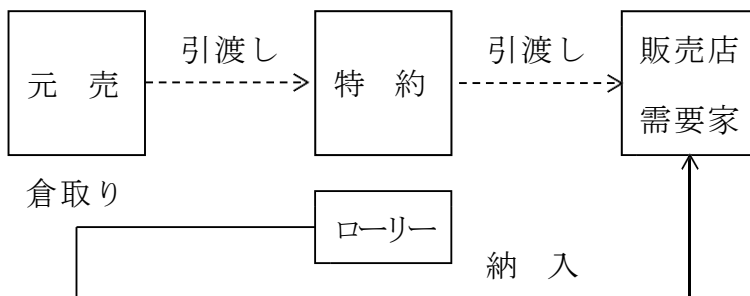 引渡し
引渡し
元 売
特 約
販売店
需要家
倉取り
ローリー
納 入